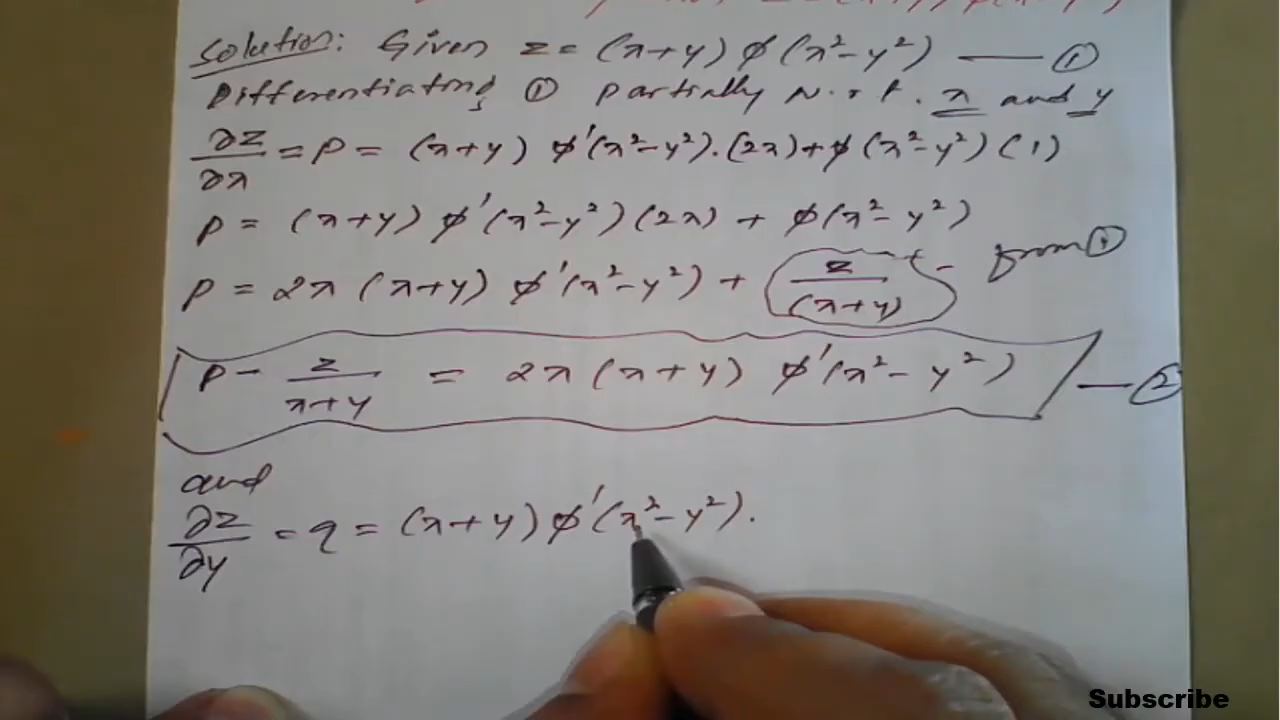 Solution: Given z = (x+y) ϕ(x²-y²) — ①
Differentiating ① partially w.r.t. x and y
∂z/∂x = p = (x+y) ϕ'(x²-y²).(2x)+ϕ(x²-y²)(1)
p = (x+y) ϕ'(x²-y²)(2x) + ϕ(x²-y²)
p = 2x (x+y) ϕ'(x²-y²) + z/(x+y) from ①
p - z/x+y = 2x (x+y) ϕ'(x²-y²) — ②
and
∂z/∂y = q = (x+y) ϕ'(x²-y²).
Subscribe